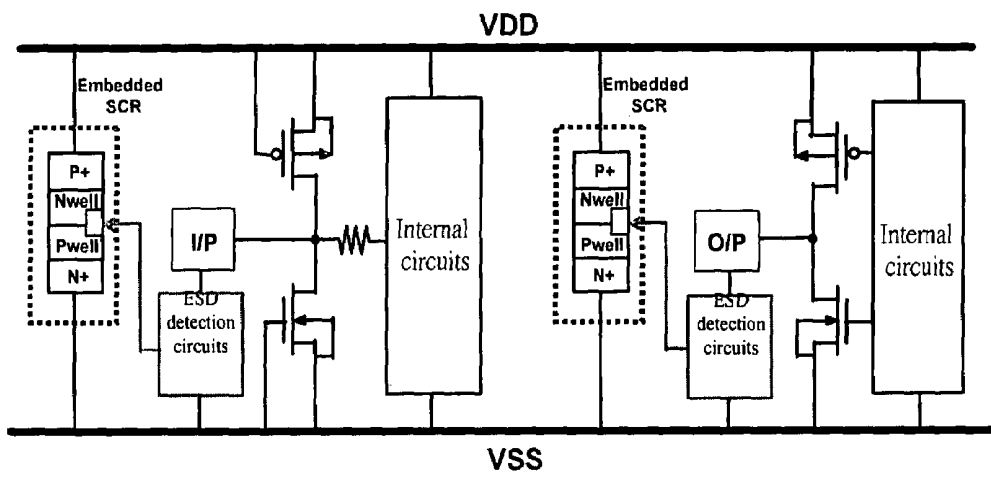 VDD
Embedded
SCR
P+
Nwell
Pwell
N+
I/P
ESD
detection
circuits
Internal
circuits
Embedded
SCR
P+
Nwell
Pwell
N+
O/P
ESD
detection
circuits
Internal
circuits
VSS